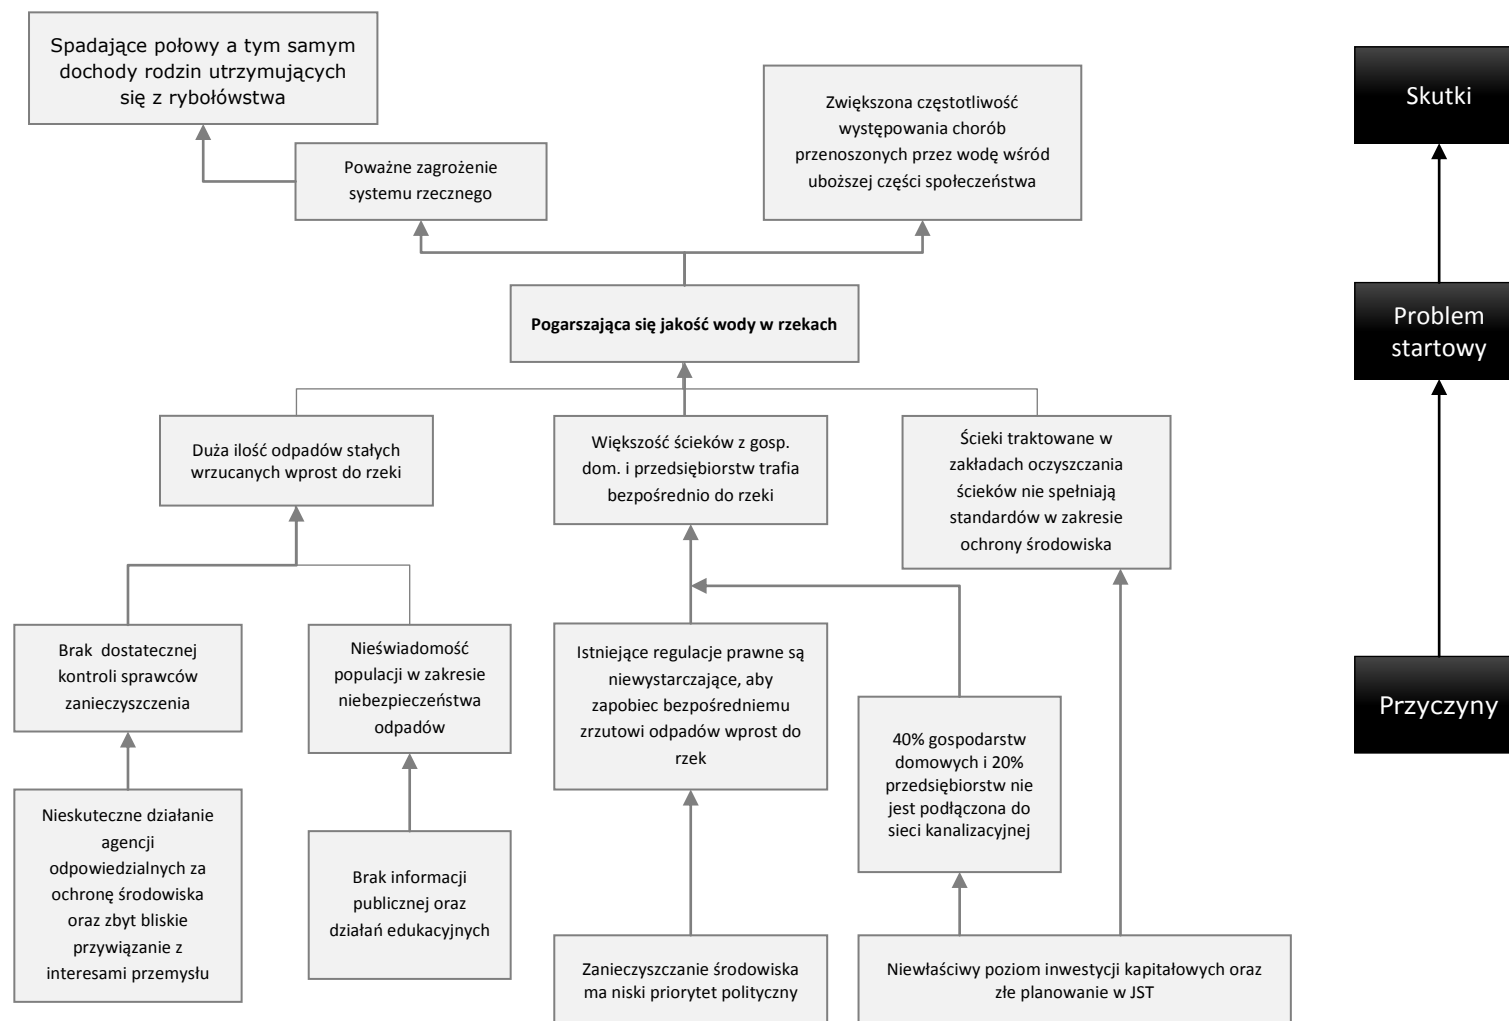 Spadające połowy a tym samym
dochody rodzin utrzymujących
się z rybołówstwa
Zwiększona częstotliwość
występowania chorób
przenoszonych przez wodę wśród
uboższej części społeczeństwa
Skutki
Poważne zagrożenie
systemu rzecznego
Pogarszająca się jakość wody w rzekach
Problem
startowy
Duża ilość odpadów stałych
wrzucanych wprost do rzeki
Większość ścieków z gosp.
dom. i przedsiębiorstw trafia
bezpośrednio do rzeki
Ścieki traktowane w
zakładach oczyszczania
ścieków nie spełniają
standardów w zakresie
ochrony środowiska
Brak dostatecznej
kontroli sprawców
zanieczyszczenia
Nieświadomość
populacji w zakresie
niebezpieczeństwa
odpadów
Istniejące regulacje prawne są
niewystarczające, aby
zapobiec bezpośredniemu
zrzutowi odpadów wprost do
rzek
40% gospodarstw
domowych i 20%
przedsiębiorstw nie
jest podłączona do
sieci kanalizacyjnej
Przyczyny
Nieskuteczne działanie
agencji
odpowiedzialnych za
ochronę środowiska
oraz zbyt bliskie
przywiązanie z
interesami przemysłu
Brak informacji
publicznej oraz
działań edukacyjnych
Zanieczyszczanie środowiska
ma niski priorytet polityczny
Niewłaściwy poziom inwestycji kapitałowych oraz
złe planowanie w JST